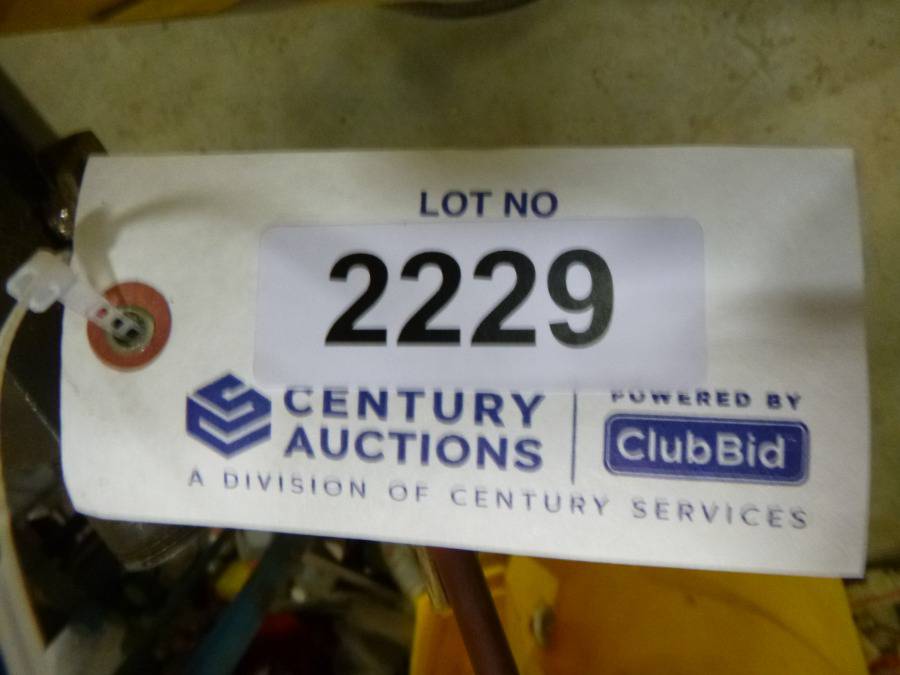 LOT NO
2229
CENTURY
AUCTIONS
POWERED BY
ClubBid
A DIVISION OF CENTURY SERVICES